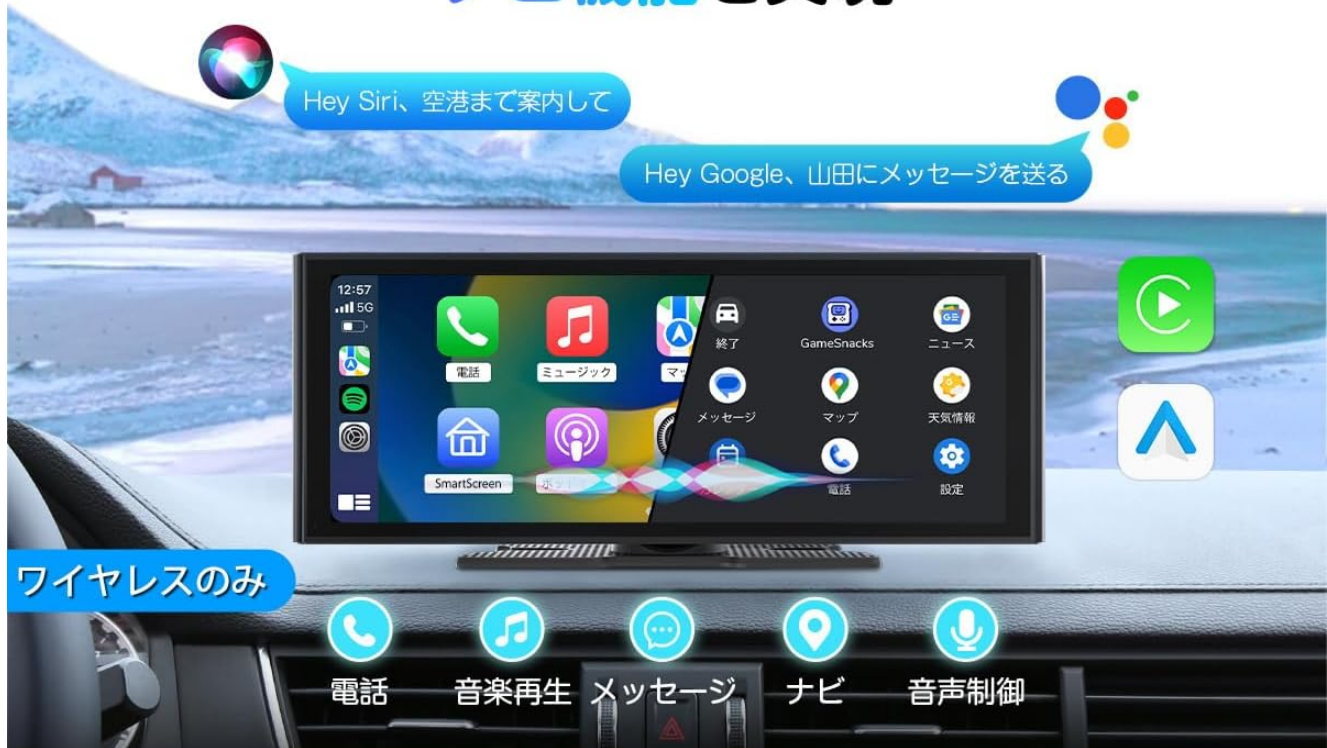 Hey Siri、空港まで案内して
Hey Google、山田にメッセージを送る
12:57
5G
電話
ミュージック
SmartScreen
終了
GameSnacks
ニュース
メッセージ
マップ
天気情報
電話
設定
ワイヤレスのみ
電話
音楽再生
メッセージ
ナビ
音声制御